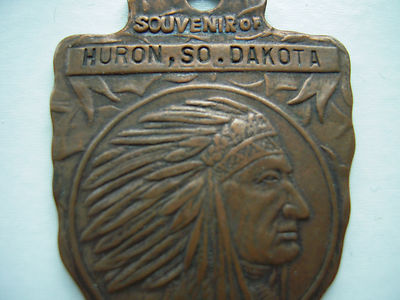 SOUVENIR OF
HURON, SO. DAKOTA